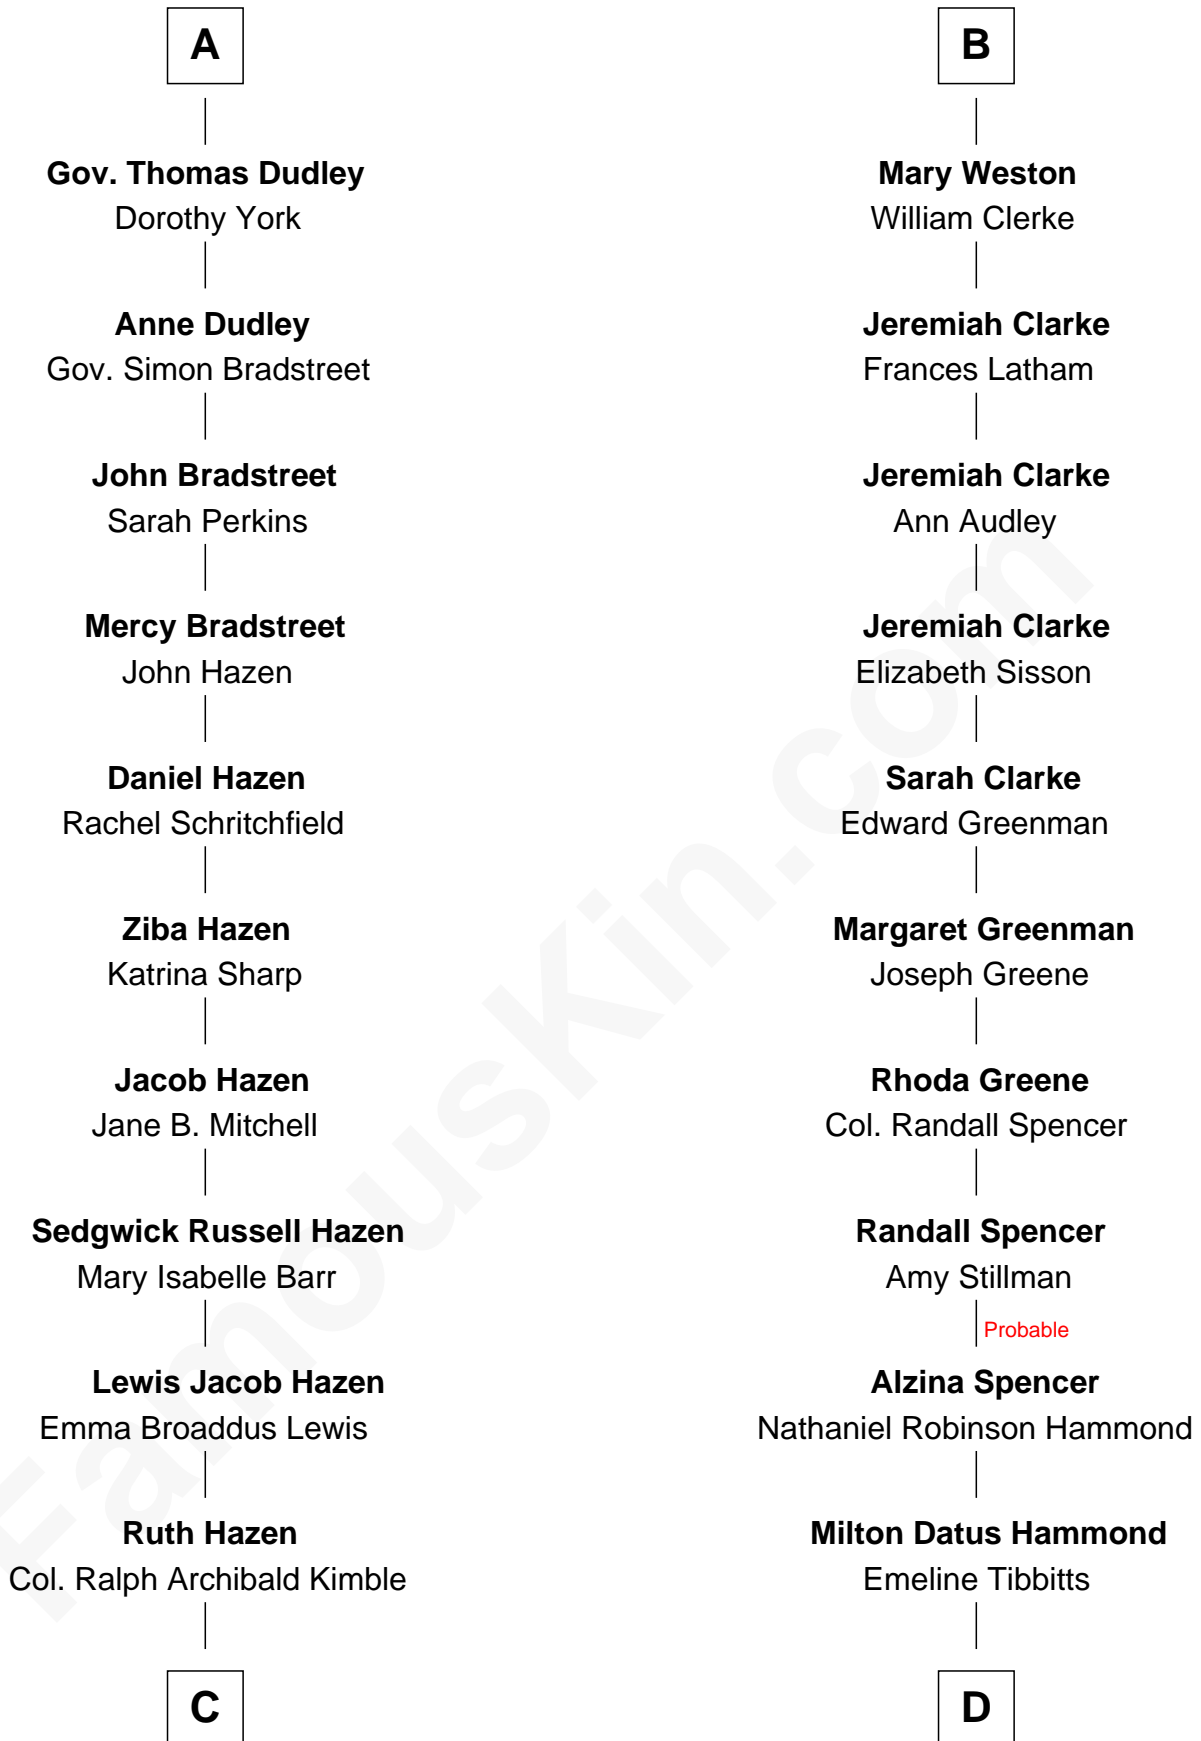 A
Gov. Thomas Dudley
Dorothy York
Anne Dudley
Gov. Simon Bradstreet
John Bradstreet
Sarah Perkins
Mercy Bradstreet
John Hazen
Daniel Hazen
Rachel Schritchfield
Ziba Hazen
Katrina Sharp
Jacob Hazen
Jane B. Mitchell
Sedgwick Russell Hazen
Mary Isabelle Barr
Lewis Jacob Hazen
Emma Broaddus Lewis
Ruth Hazen
Col. Ralph Archibald Kimble
C
B
Mary Weston
William Clerke
Jeremiah Clarke
Frances Latham
Jeremiah Clarke
Ann Audley
Jeremiah Clarke
Elizabeth Sisson
Sarah Clarke
Edward Greenman
Margaret Greenman
Joseph Greene
Rhoda Greene
Col. Randall Spencer
Randall Spencer
Amy Stillman
Probable
Alzina Spencer
Nathaniel Robinson Hammond
Milton Datus Hammond
Emeline Tibbitts
D
FamousKin.com